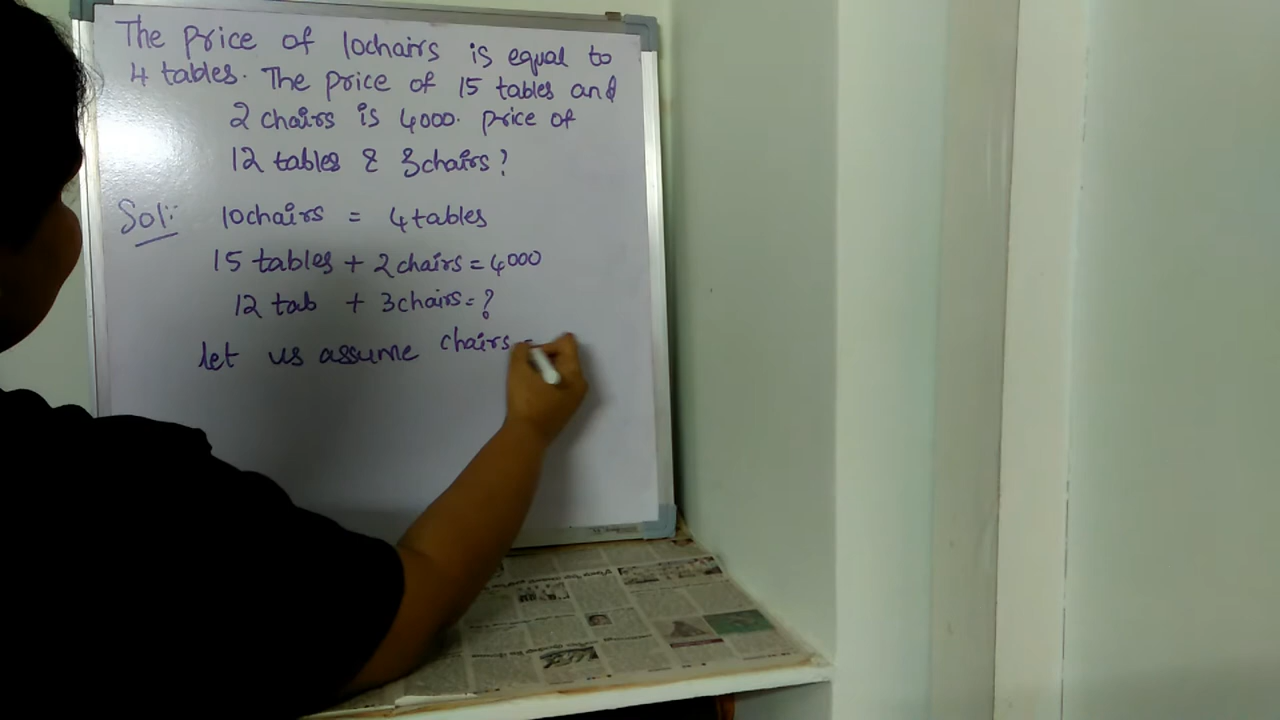 The price of 10chairs is equal to
4 tables. The price of 15 tables and
2 chairs is 4000. price of
12 tables & 3chairs?
Sol:- 10chairs = 4 tables
15 tables + 2 chairs = 4000
12 tab + 3 chairs = ?
let us assume chairs =